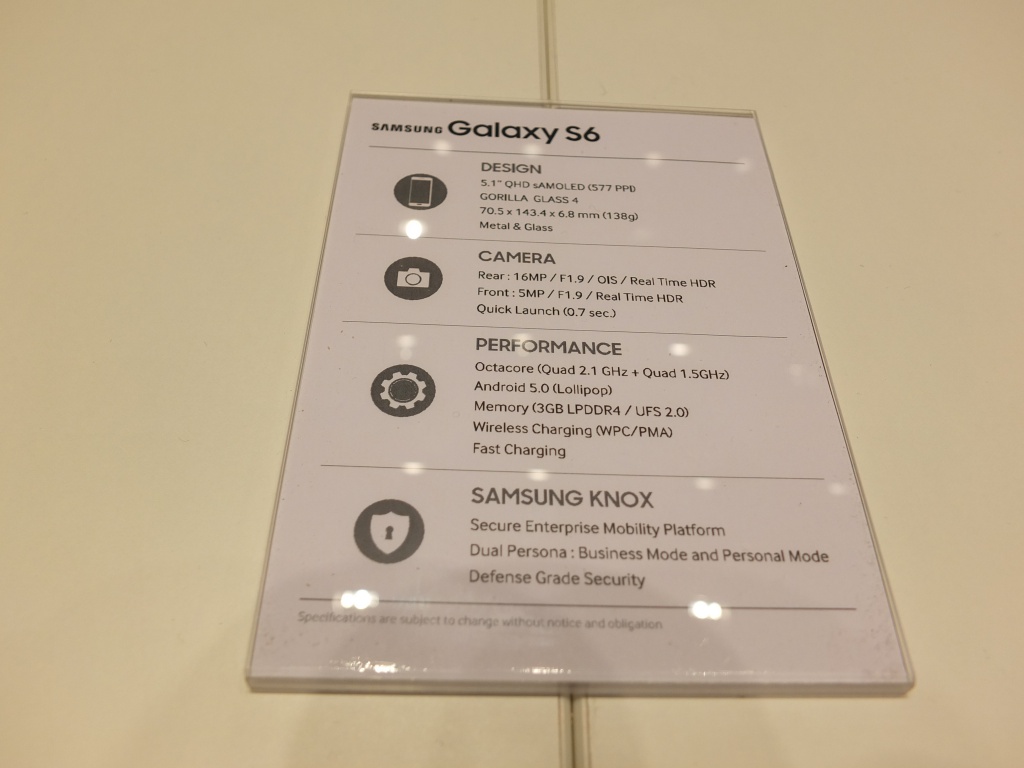 SAMSUNG Galaxy S6
DESIGN
5.1" QHD sAMOLED (577 PPI)
GORILLA GLASS 4
70.5 x 143.4 x 6.8 mm (138g)
Metal & Glass
CAMERA
Rear : 16MP / F1.9 / OIS / Real Time HDR
Front : 5MP / F1.9 / Real Time HDR
Quick Launch (0.7 sec.)
PERFORMANCE
Octacore (Quad 2.1 GHz + Quad 1.5GHz)
Android 5.0 (Lollipop)
Memory (3GB LPDDR4 / UFS 2.0)
Wireless Charging (WPC/PMA)
Fast Charging
SAMSUNG KNOX
Secure Enterprise Mobility Platform
Dual Persona : Business Mode and Personal Mode
Defense Grade Security
Specifications are subject to change without notice and obligation